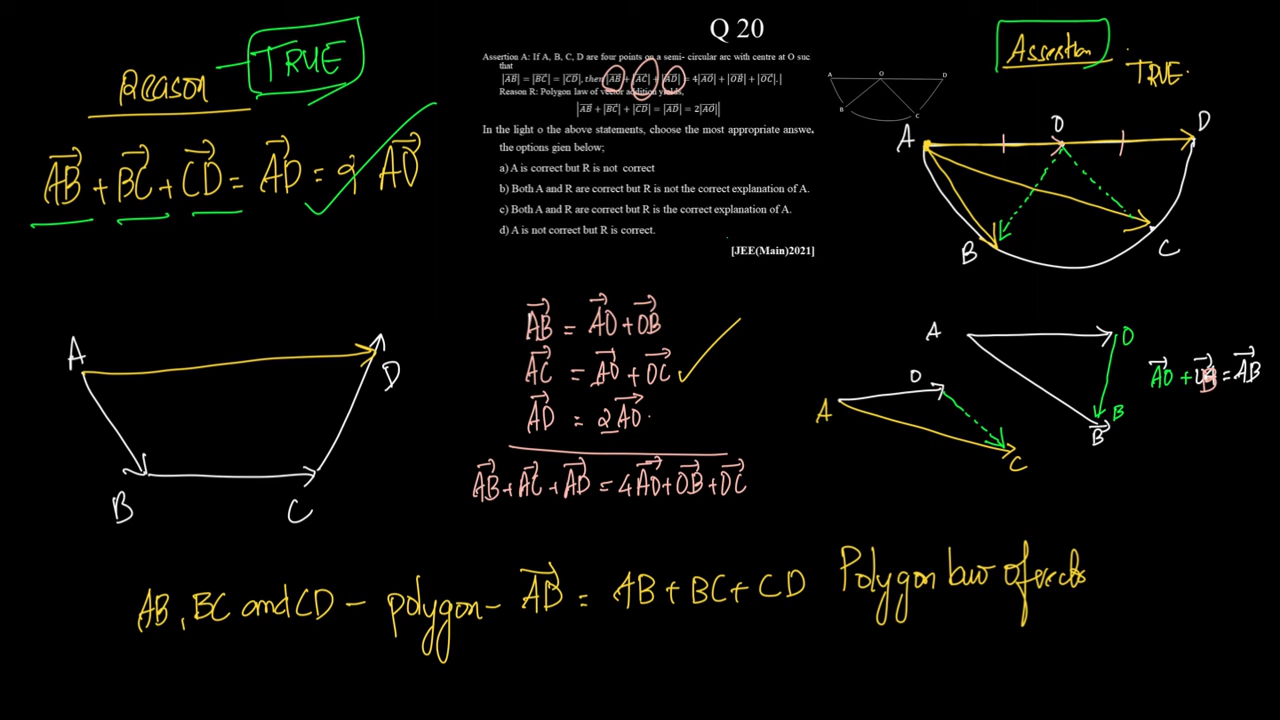 Q 20
Assertion A: If A, B, C, D are four points on a semi- circular arc with centre at O suc
that
|AB⃗| = |BC⃗| = |CD⃗|, then |AB⃗| + |AC⃗| + |AD⃗| = 4|AO⃗| + |OB⃗| + |OC⃗|.|
Reason R: Polygon law of vector addition yields,
|AB⃗ + |BC⃗| + |CD⃗| = |AD⃗| = 2|AO⃗||
In the light o the above statements, choose the most appropriate answe.
the options gien below;
a) A is correct but R is not correct
b) Both A and R are correct but R is not the correct explanation of A.
c) Both A and R are correct but R is the correct explanation of A.
d) A is not correct but R is correct.
[JEE(Main)2021]
A O D
B C
Reason
TRUE
AB⃗ + BC⃗ + CD⃗ = AD⃗ = 2 AO⃗
Assertion
TRUE.
A O D
B C
A D
B C
AB⃗ = AO⃗ + OB⃗
AC⃗ = AO⃗ + OC⃗
AD⃗ = 2AO⃗.
AB⃗ + AC⃗ + AD⃗ = 4AO⃗ + OB⃗ + OC⃗
A O
B
B⃗
A O C
AO⃗ + OB⃗ = AB⃗
AB, BC and CD - polygon - AB⃗ = AB + BC + CD Polygon law of vectors